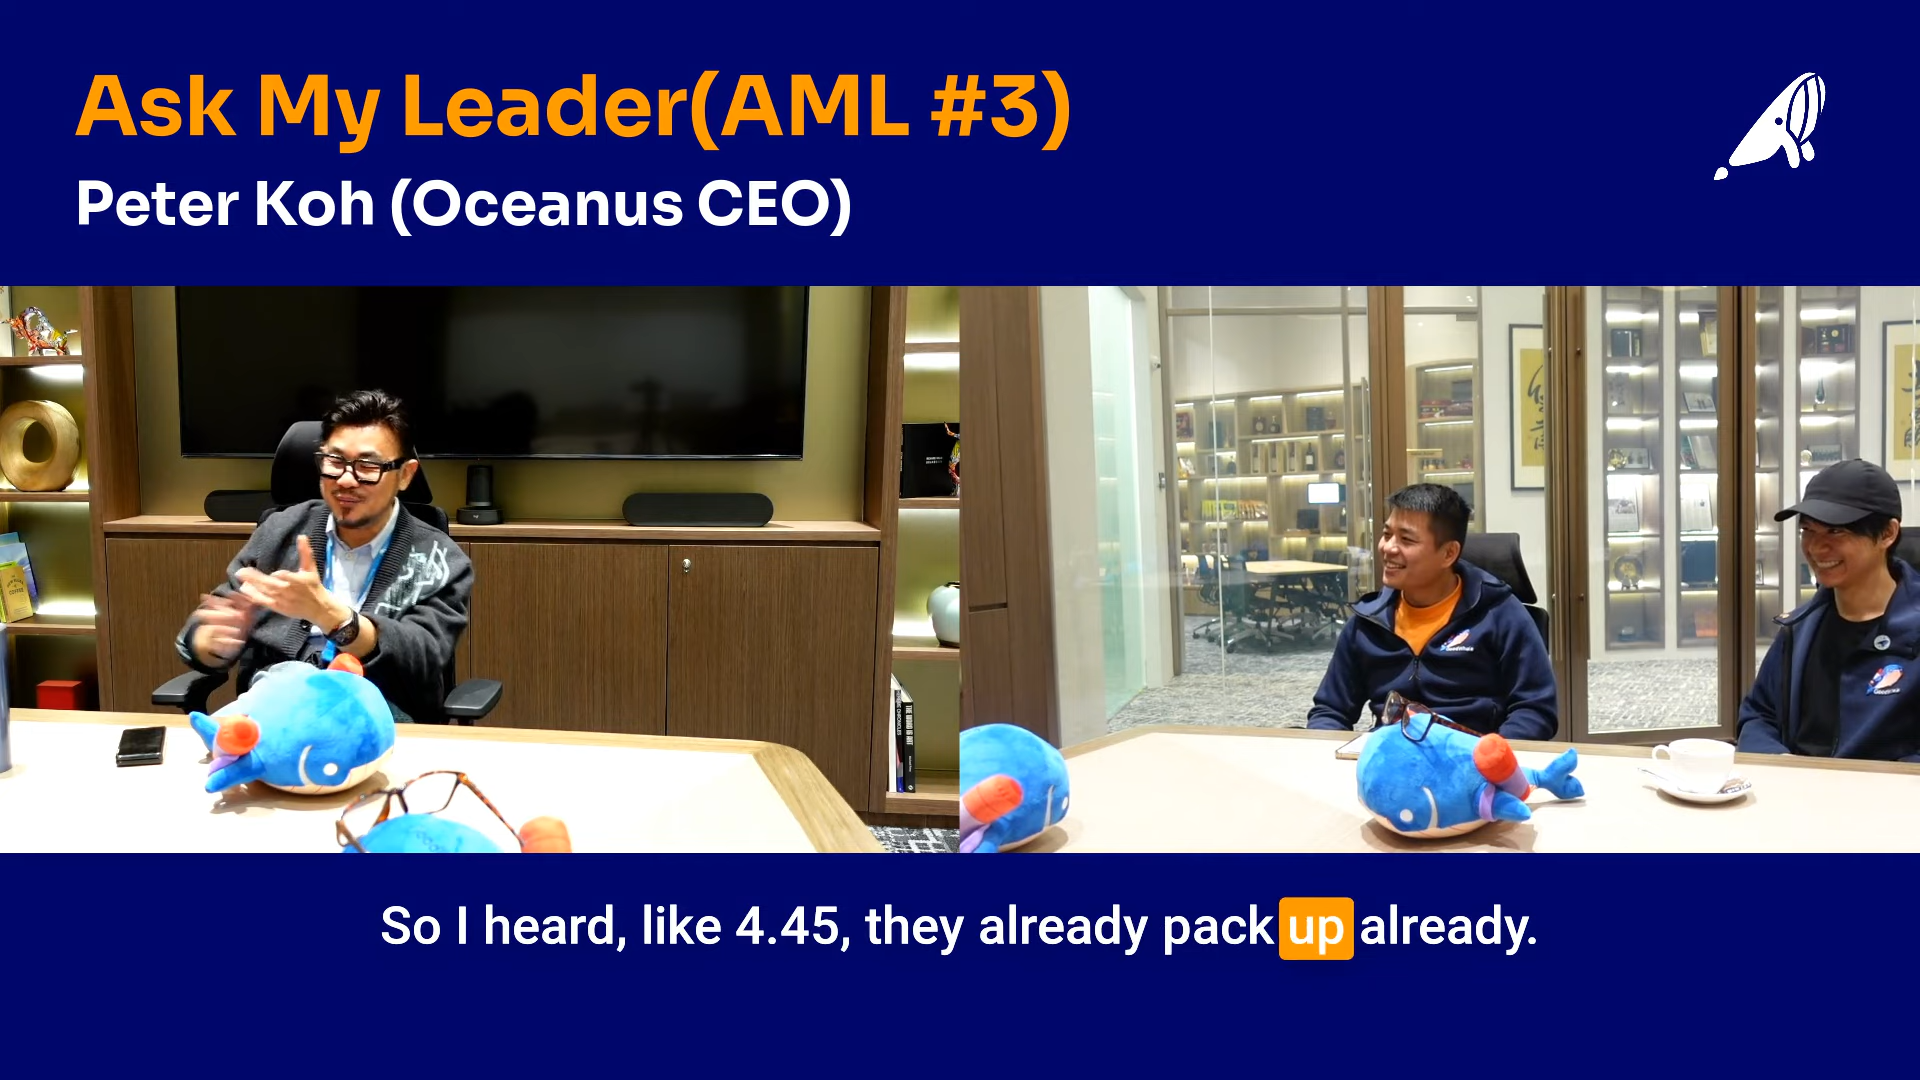 Ask My Leader(AML #3)
Peter Koh (Oceanus CEO)
So I heard, like 4.45, they already pack up already.